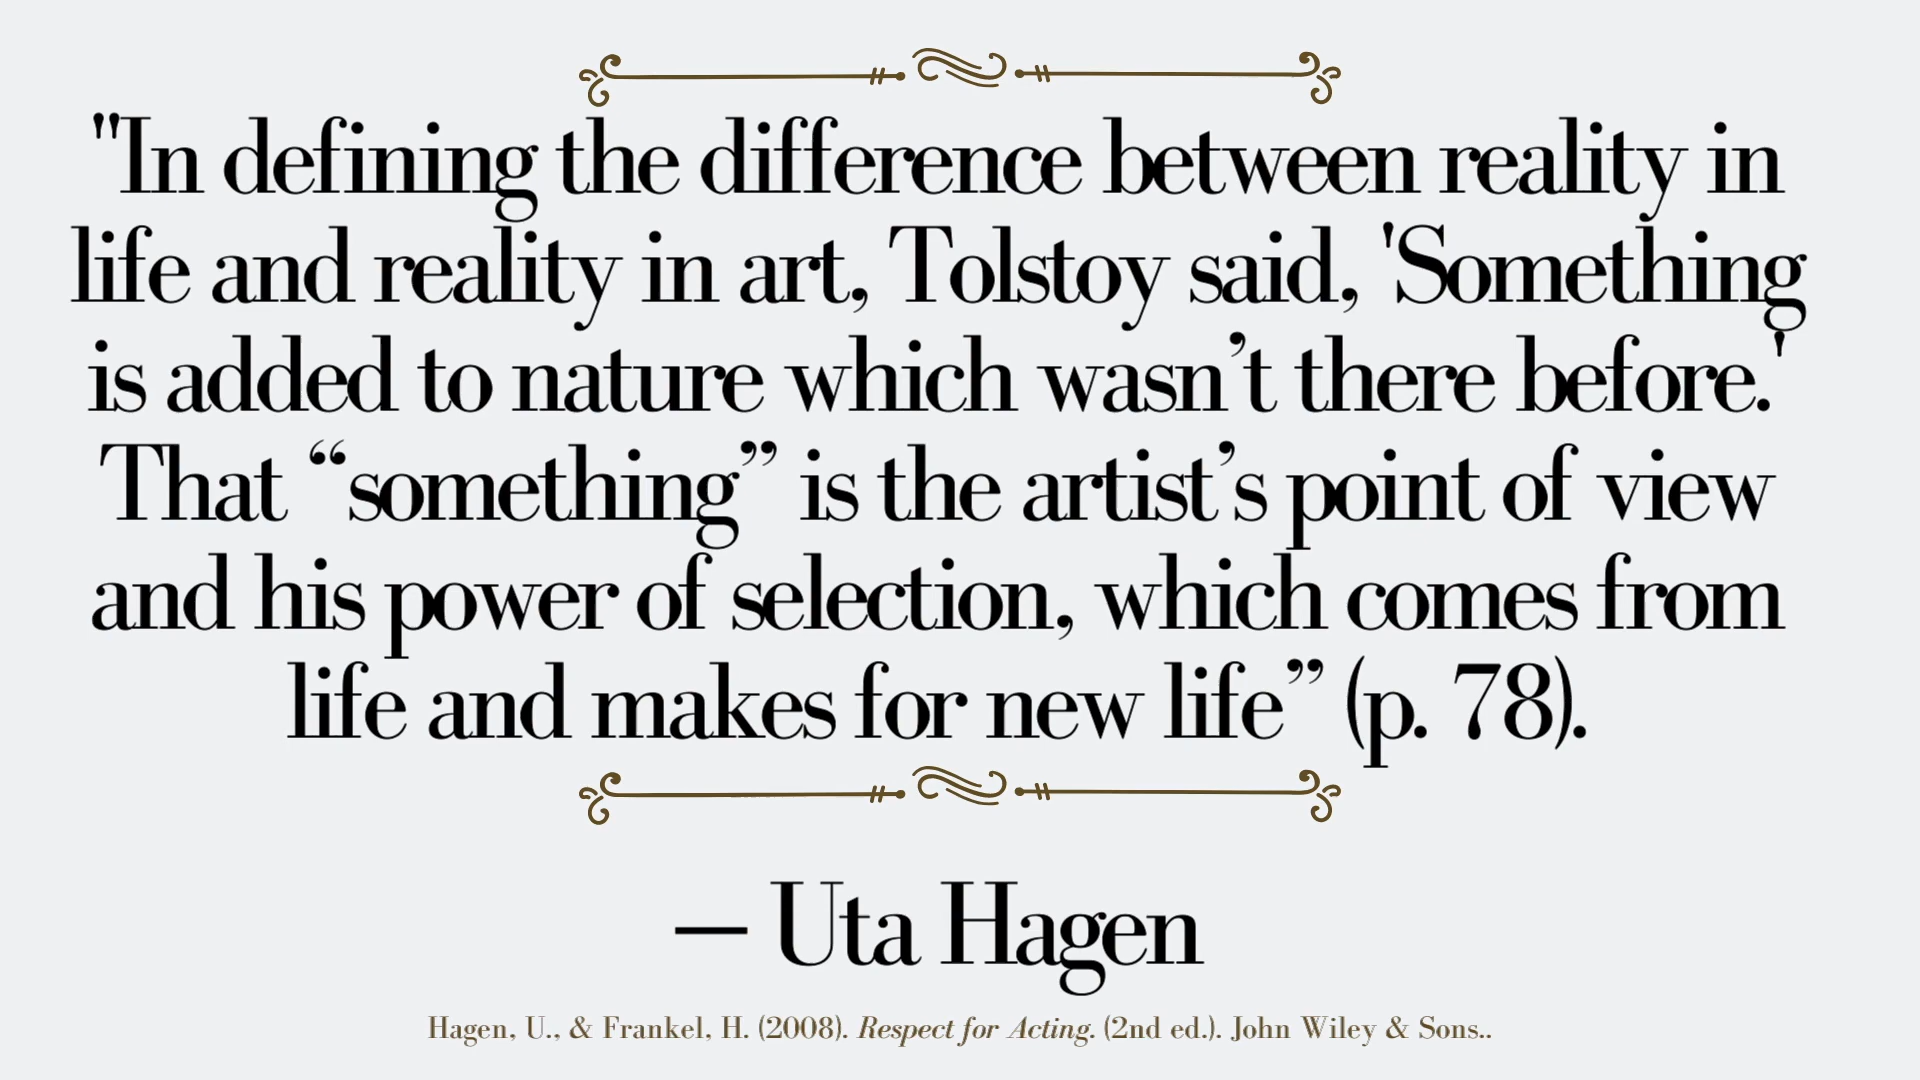 "In defining the difference between reality in
life and reality in art, Tolstoy said, 'Something
is added to nature which wasn’t there before.'
That “something” is the artist’s point of view
and his power of selection, which comes from
life and makes for new life” (p. 78).
— Uta Hagen
Hagen, U., & Frankel, H. (2008). Respect for Acting. (2nd ed.). John Wiley & Sons..